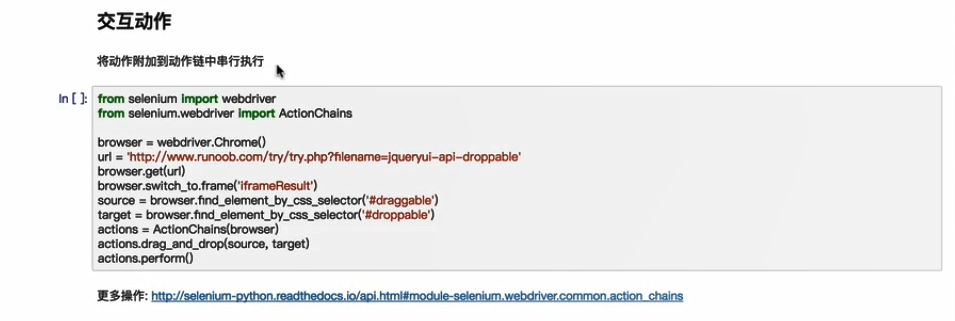 交互动作
将动作附加到动作链中串行执行
In [ ]: from selenium import webdriver
from selenium.webdriver import ActionChains
browser = webdriver.Chrome()
url = 'http://www.runoob.com/try/try.php?filename=jqueryui-api-droppable'
browser.get(url)
browser.switch_to.frame('iframeResult')
source = browser.find_element_by_css_selector('#draggable')
target = browser.find_element_by_css_selector('#droppable')
actions = ActionChains(browser)
actions.drag_and_drop(source, target)
actions.perform()
更多操作: http://selenium-python.readthedocs.io/api.html#module-selenium.webdriver.common.action_chains